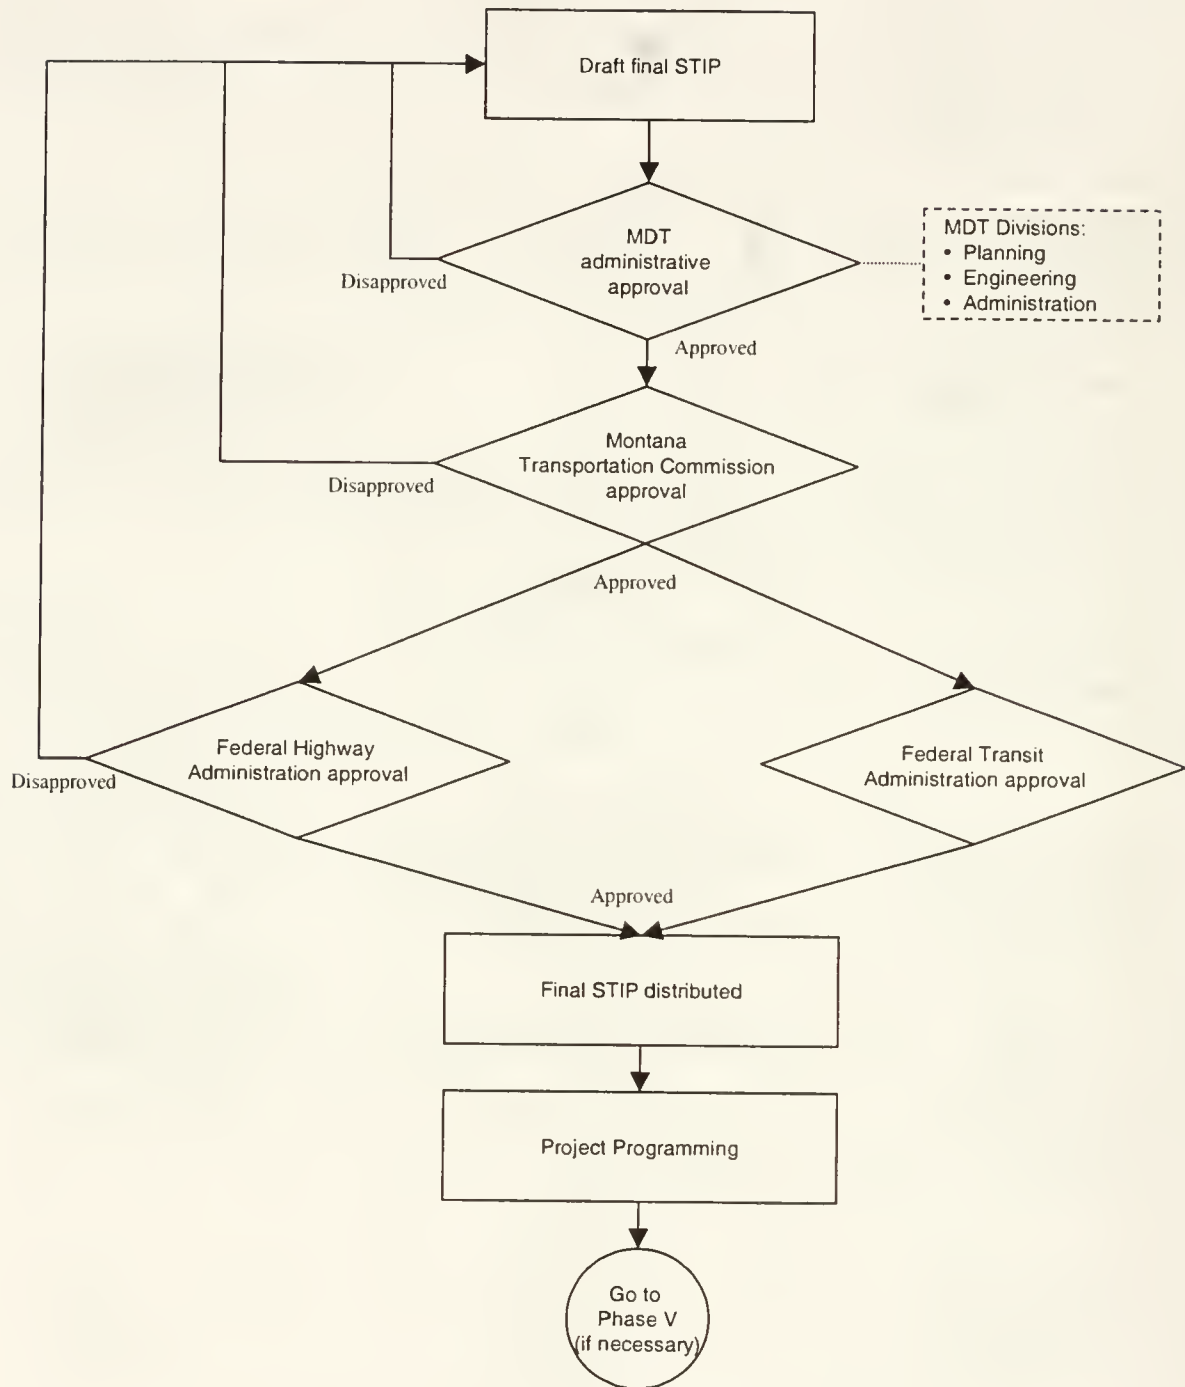 Draft final STIP
MDT
administrative
approval
Disapproved
MDT Divisions:
• Planning
• Engineering
• Administration
Approved
Montana
Transportation Commission
approval
Disapproved
Approved
Federal Highway
Administration approval
Disapproved
Federal Transit
Administration approval
Approved
Final STIP distributed
Project Programming
Go to
Phase V
(if necessary)